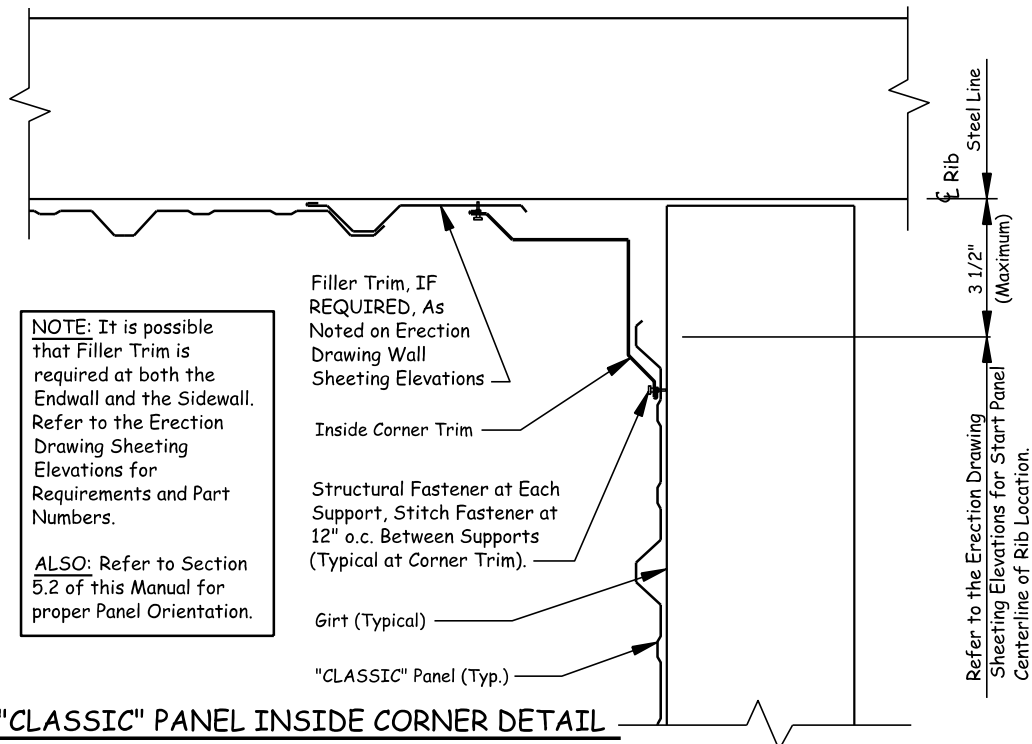 Steel Line
℄ Rib
3 1/2"
(Maximum)
Filler Trim, IF
REQUIRED, As
Noted on Erection
Drawing Wall
Sheeting Elevations
NOTE: It is possible
that Filler Trim is
required at both the
Endwall and the Sidewall.
Refer to the Erection
Drawing Sheeting
Elevations for
Requirements and Part
Numbers.
ALSO: Refer to Section
5.2 of this Manual for
proper Panel Orientation.
Inside Corner Trim
Structural Fastener at Each
Support, Stitch Fastener at
12" o.c. Between Supports
(Typical at Corner Trim).
Girt (Typical)
"CLASSIC" Panel (Typ.)
Refer to the Erection Drawing
Sheeting Elevations for Start Panel
Centerline of Rib Location.
"CLASSIC" PANEL INSIDE CORNER DETAIL